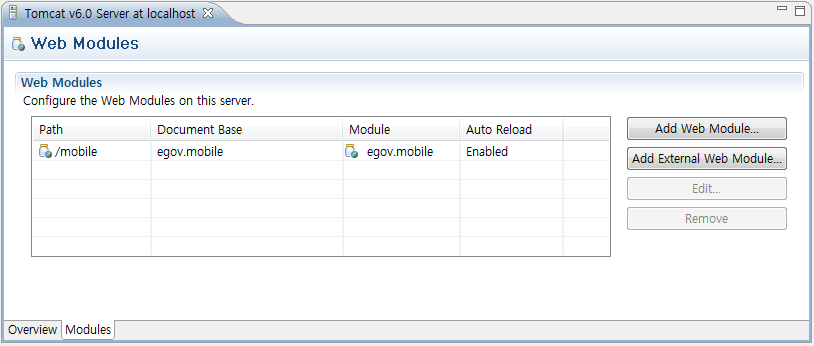 Tomcat v6.0 Server at localhost
Web Modules
Web Modules
Configure the Web Modules on this server.
Path Document Base Module Auto Reload
/mobile egov.mobile egov.mobile Enabled
Add Web Module...
Add External Web Module...
Edit...
Remove
Overview Modules